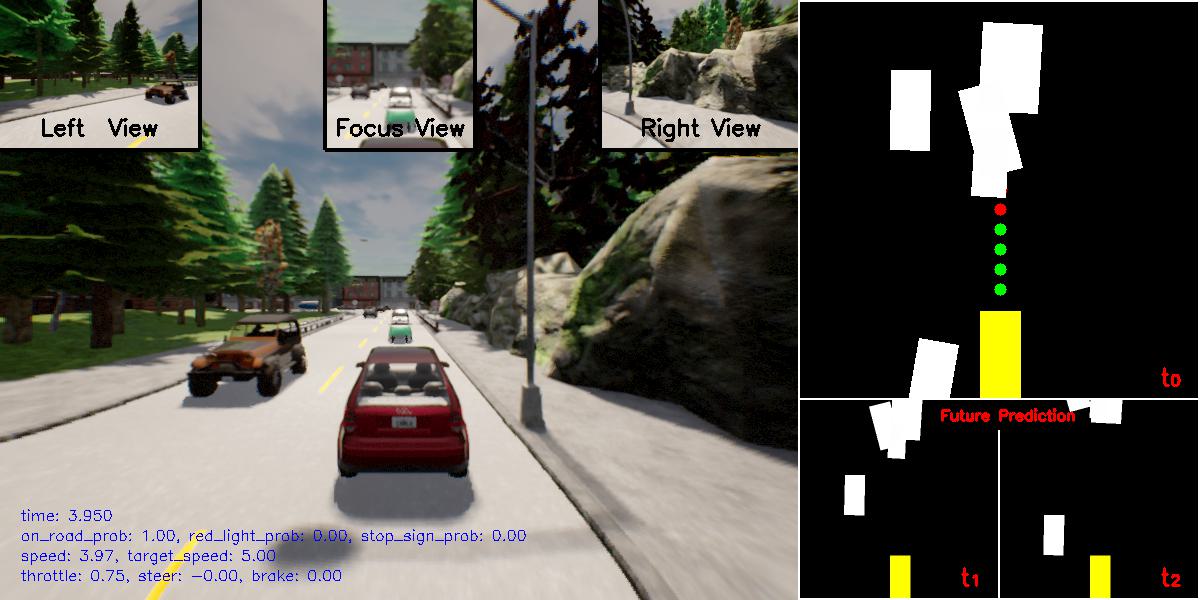 Left View
Focus View
Right View
t0
Future Prediction
time: 3.950
on_road_prob: 1.00, red_light_prob: 0.00, stop_sign_prob: 0.00
speed: 3.97, target_speed: 5.00
throttle: 0.75, steer: −0.00, brake: 0.00
t1
t2